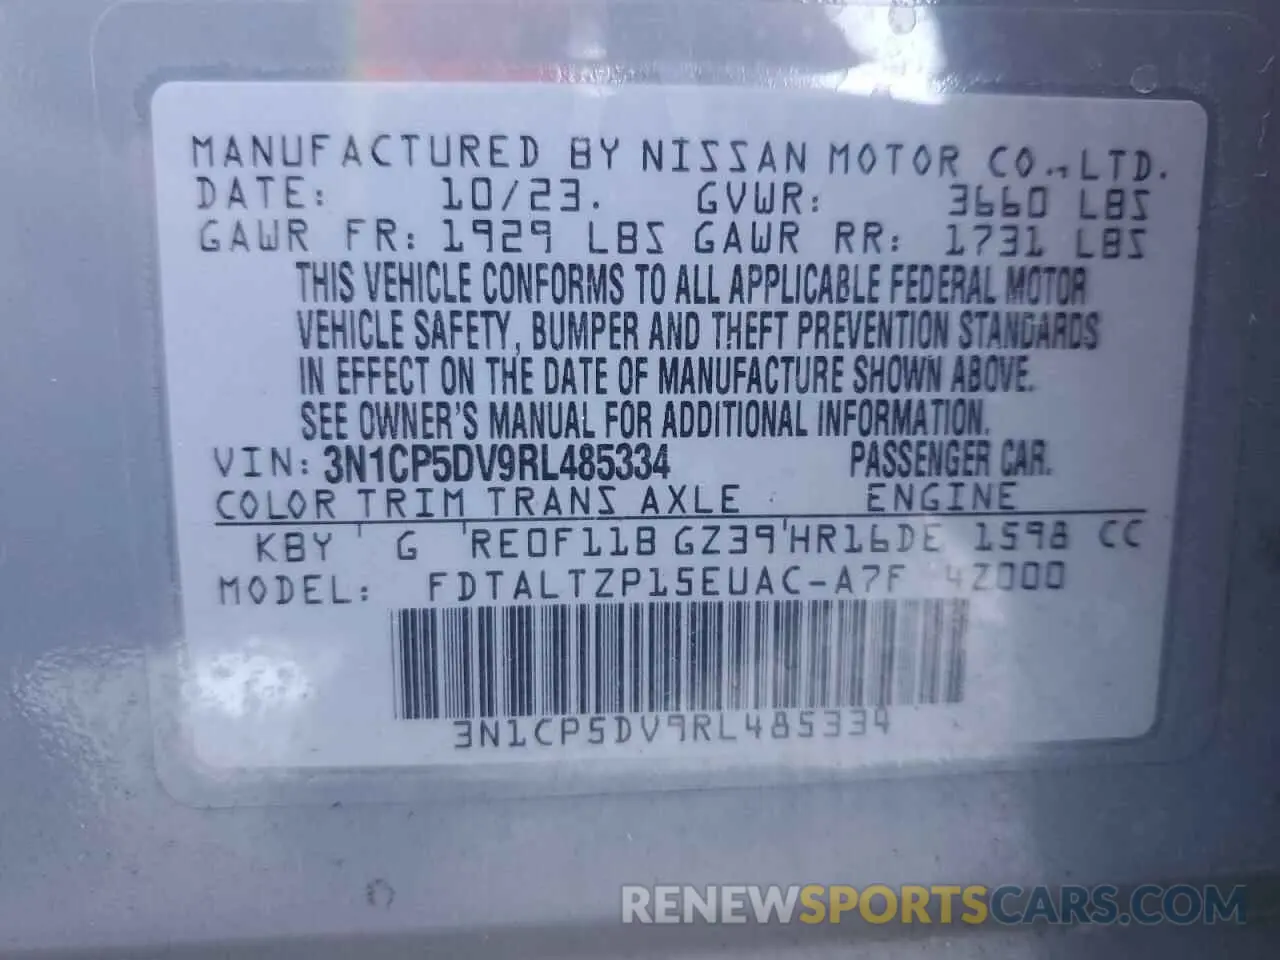 MANUFACTURED BY NISSAN MOTOR CO., LTD.
DATE: 10/23. GVWR: 3660 LBS
GAWR FR: 1929 LBS GAWR RR: 1731 LBS
THIS VEHICLE CONFORMS TO ALL APPLICABLE FEDERAL MOTOR
VEHICLE SAFETY, BUMPER AND THEFT PREVENTION STANDARDS
IN EFFECT ON THE DATE OF MANUFACTURE SHOWN ABOVE.
SEE OWNER'S MANUAL FOR ADDITIONAL INFORMATION.
VIN: 3N1CP5DV9RL485334 PASSENGER CAR.
COLOR TRIM TRANS AXLE ENGINE
KBY G RE0F11B GZ39 HR16DE 1598 CC
MODEL: FDTALTZP15EUAC-A7F 4Z000
3N1CP5DV9RL485334
RENEWSPORTSCARS.COM